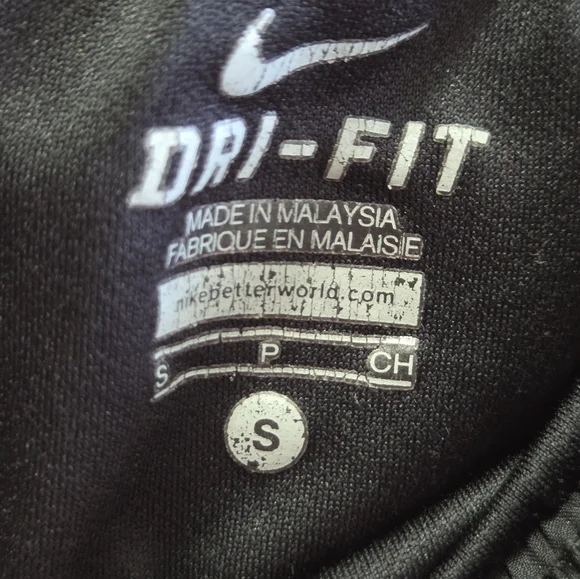 DRI-FIT
MADE IN MALAYSIA
FABRIQUE EN MALAISIE
nikebetterworld.com
S P CH
S